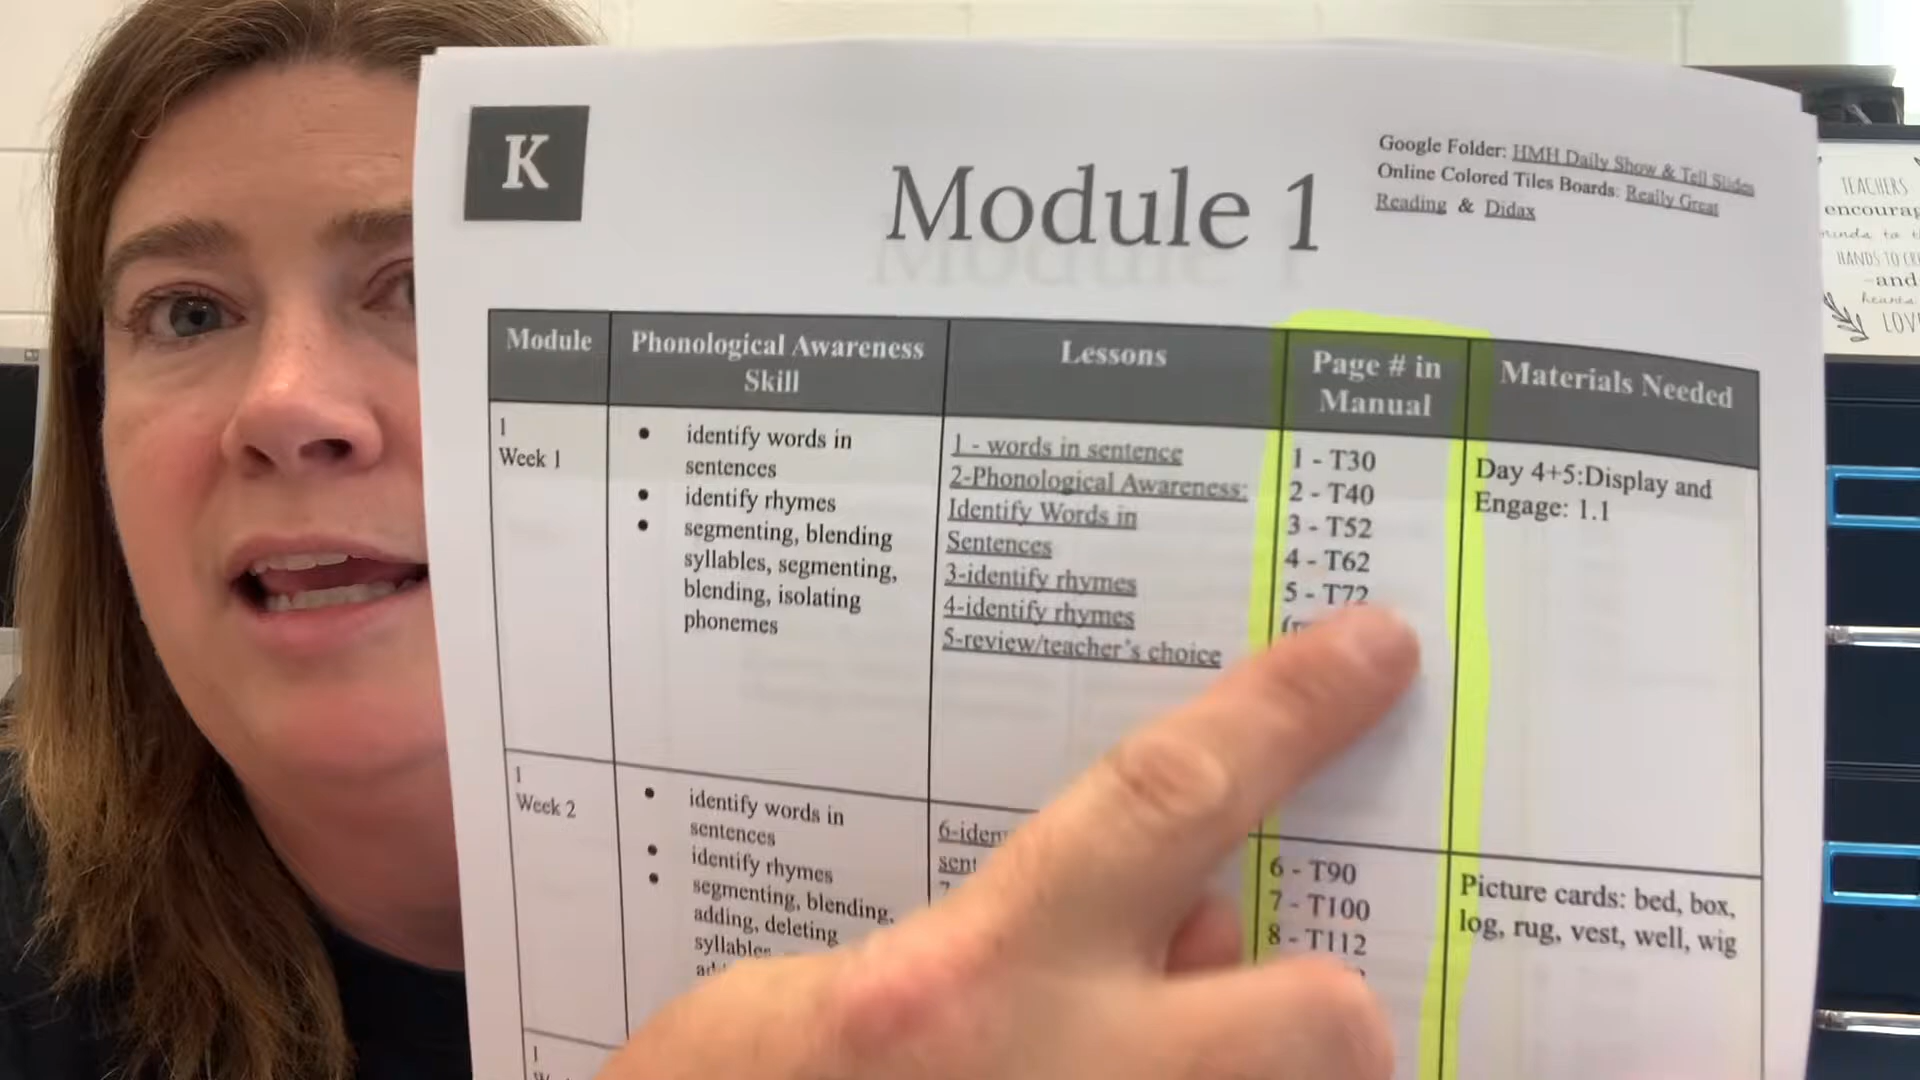 K
Module 1
Google Folder: HMH Daily Show & Tell Slides
Online Colored Tiles Boards: Really Great
Reading & Didax
Module
Phonological Awareness
Skill
Lessons
Page # in
Manual
Materials Needed
1
Week 1
• identify words in
sentences
• identify rhymes
• segmenting, blending
syllables, segmenting,
blending, isolating
phonemes
1 - words in sentence
2-Phonological Awareness:
Identify Words in
Sentences
3-identify rhymes
4-identify rhymes
5-review/teacher's choice
1 - T30
2 - T40
3 - T52
4 - T62
5 - T72
Day 4+5:Display and
Engage: 1.1
1
Week 2
• identify words in
sentences
• identify rhymes
• segmenting, blending,
adding, deleting
6 - T90
7 - T100
8 - T112
Picture cards: bed, box,
log, rug, vest, well, wig
1
TEACHERS
to
HANDS TO
and
hearts